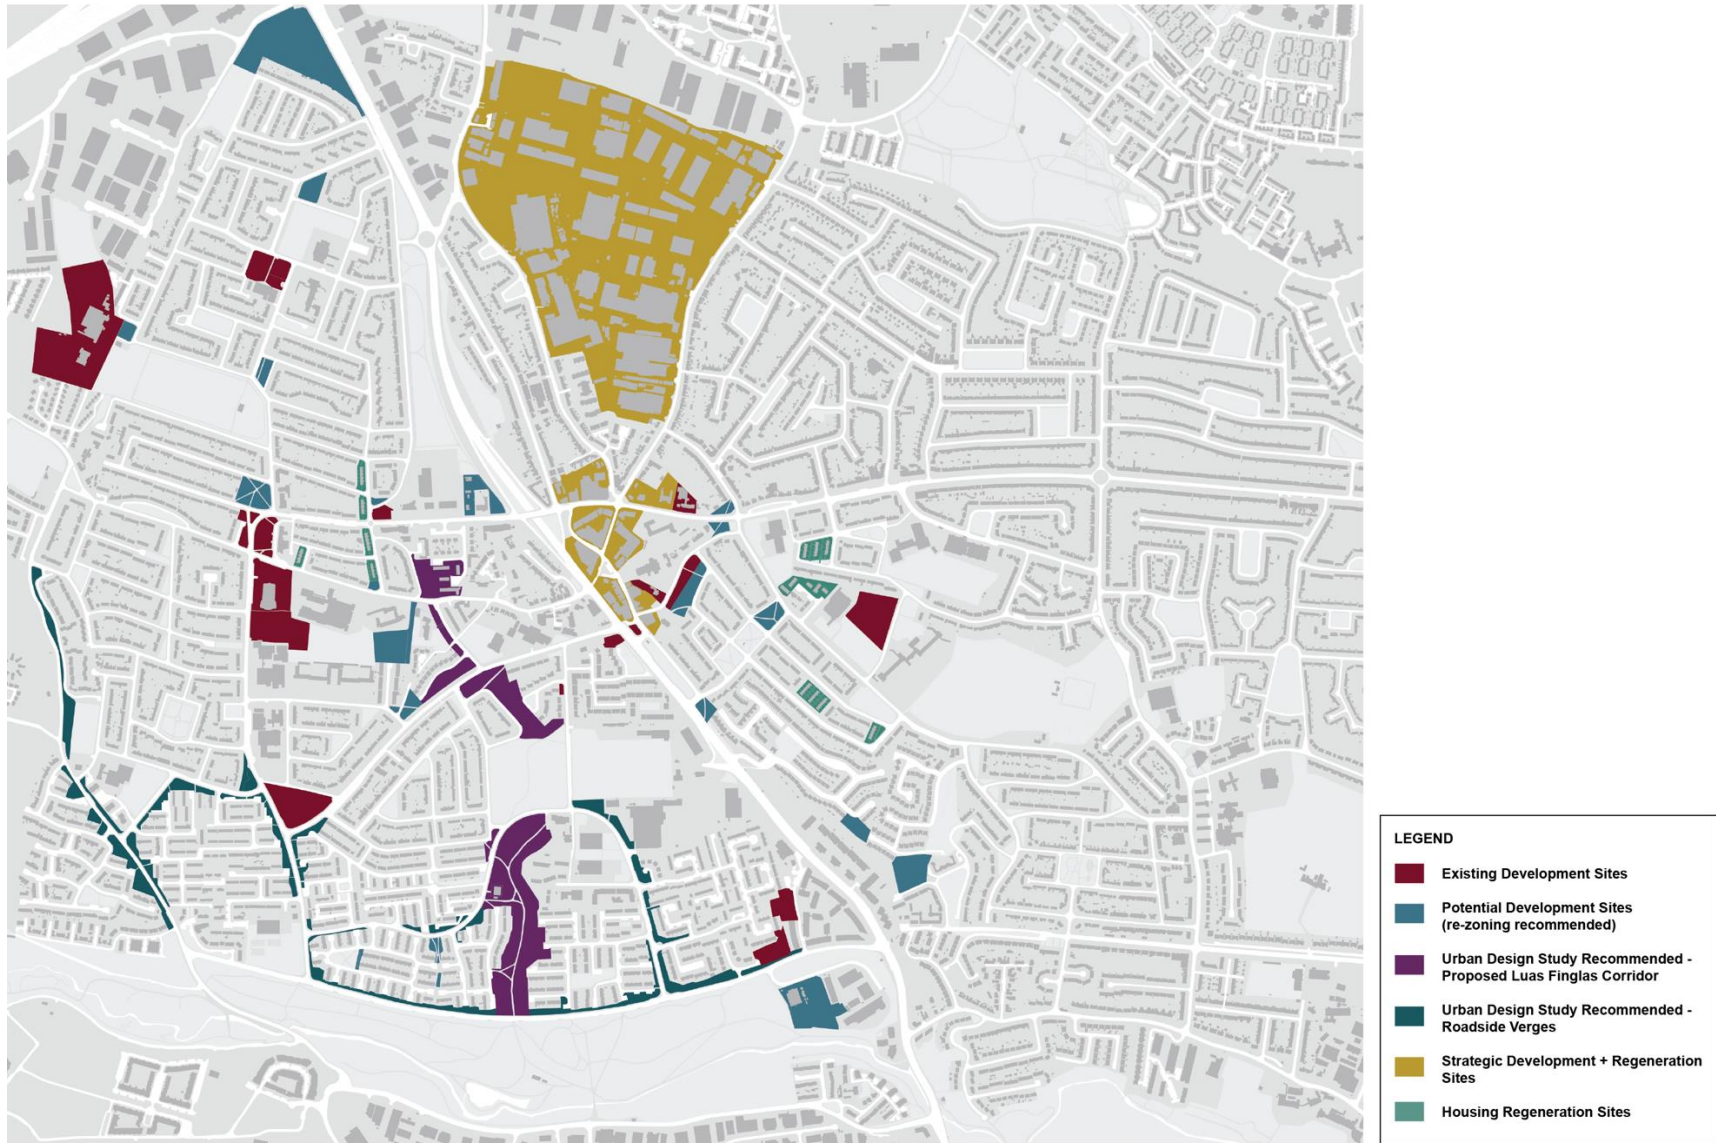 LEGEND
Existing Development Sites
Potential Development Sites
(re-zoning recommended)
Urban Design Study Recommended -
Proposed Luas Finglas Corridor
Urban Design Study Recommended -
Roadside Verges
Strategic Development + Regeneration
Sites
Housing Regeneration Sites